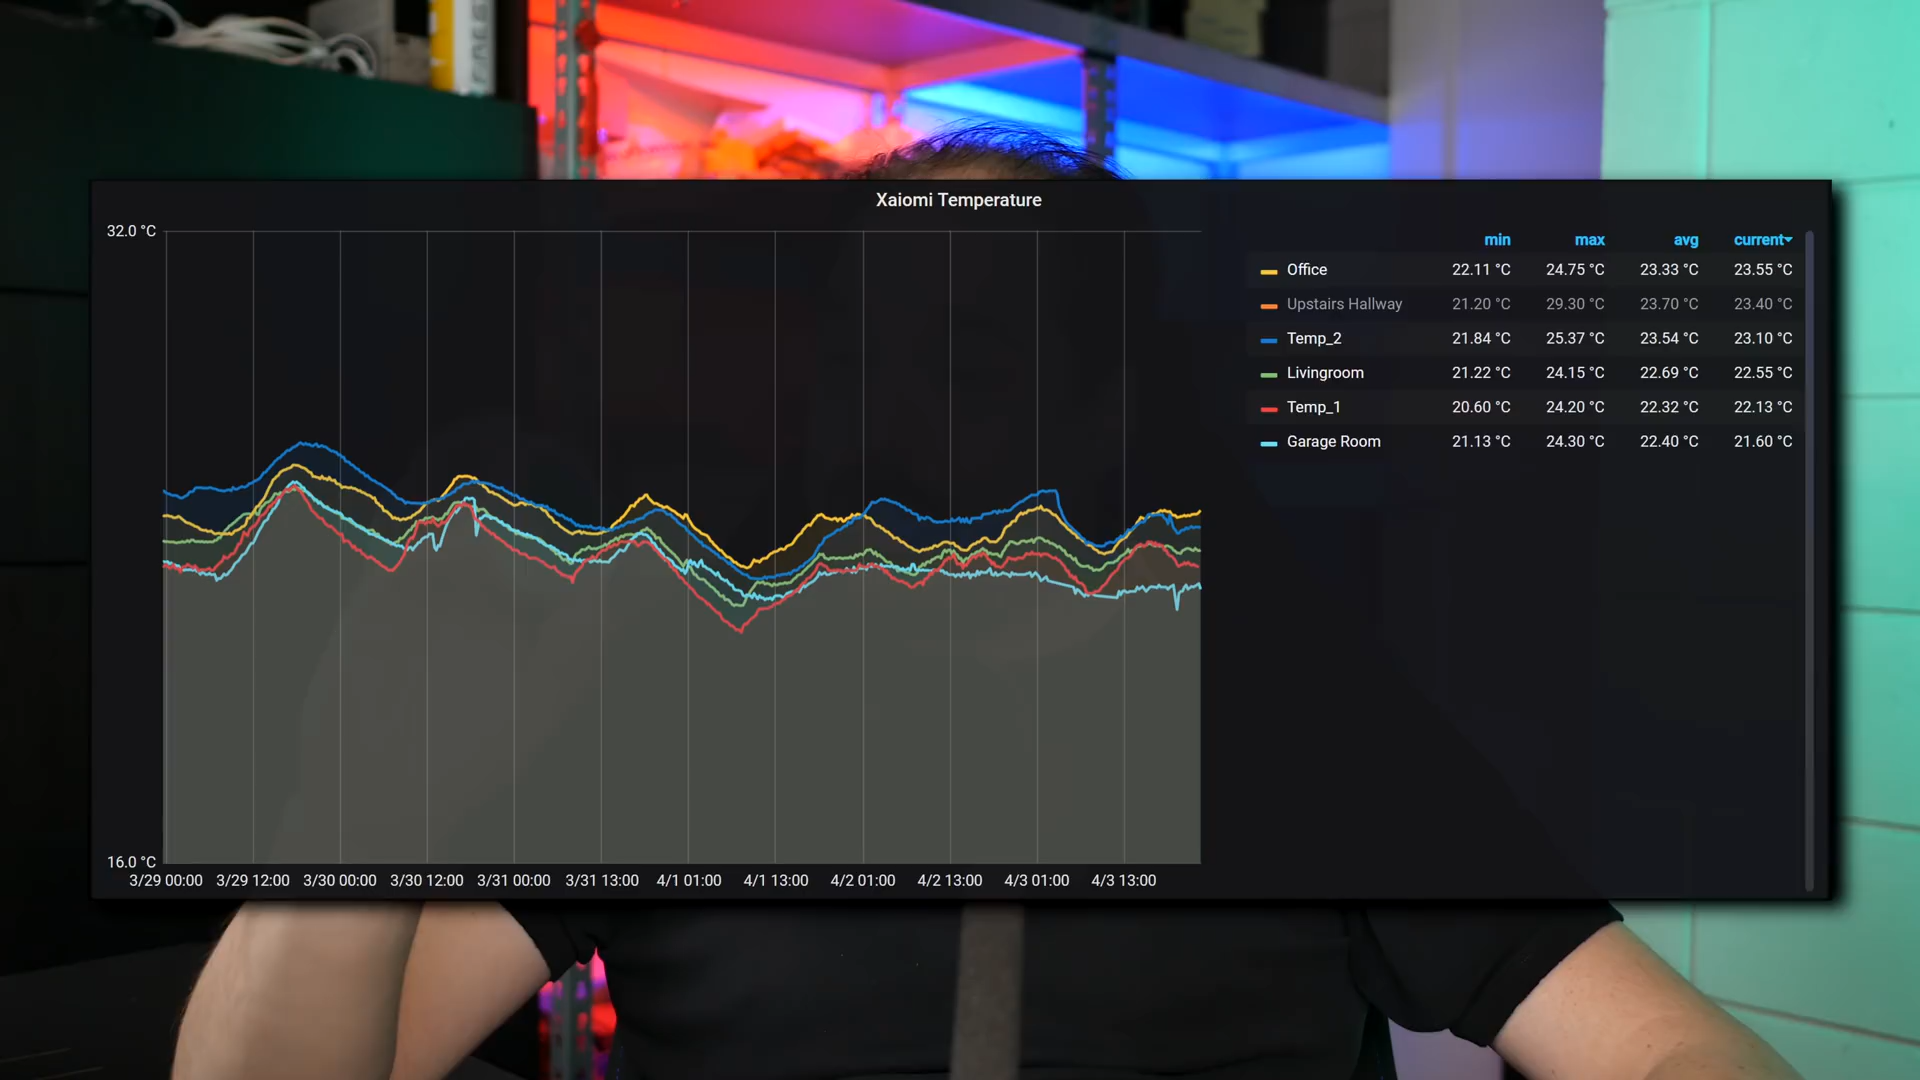 Xaiomi Temperature
32.0 °C
16.0 °C
3/29 00:00 3/29 12:00 3/30 00:00 3/30 12:00 3/31 00:00 3/31 13:00 4/1 01:00 4/1 13:00 4/2 01:00 4/2 13:00 4/3 01:00 4/3 13:00
min max avg current
Office 22.11 °C 24.75 °C 23.33 °C 23.55 °C
Upstairs Hallway 21.20 °C 29.30 °C 23.70 °C 23.40 °C
Temp_2 21.84 °C 25.37 °C 23.54 °C 23.10 °C
Livingroom 21.22 °C 24.15 °C 22.69 °C 22.55 °C
Temp_1 20.60 °C 24.20 °C 22.32 °C 22.13 °C
Garage Room 21.13 °C 24.30 °C 22.40 °C 21.60 °C